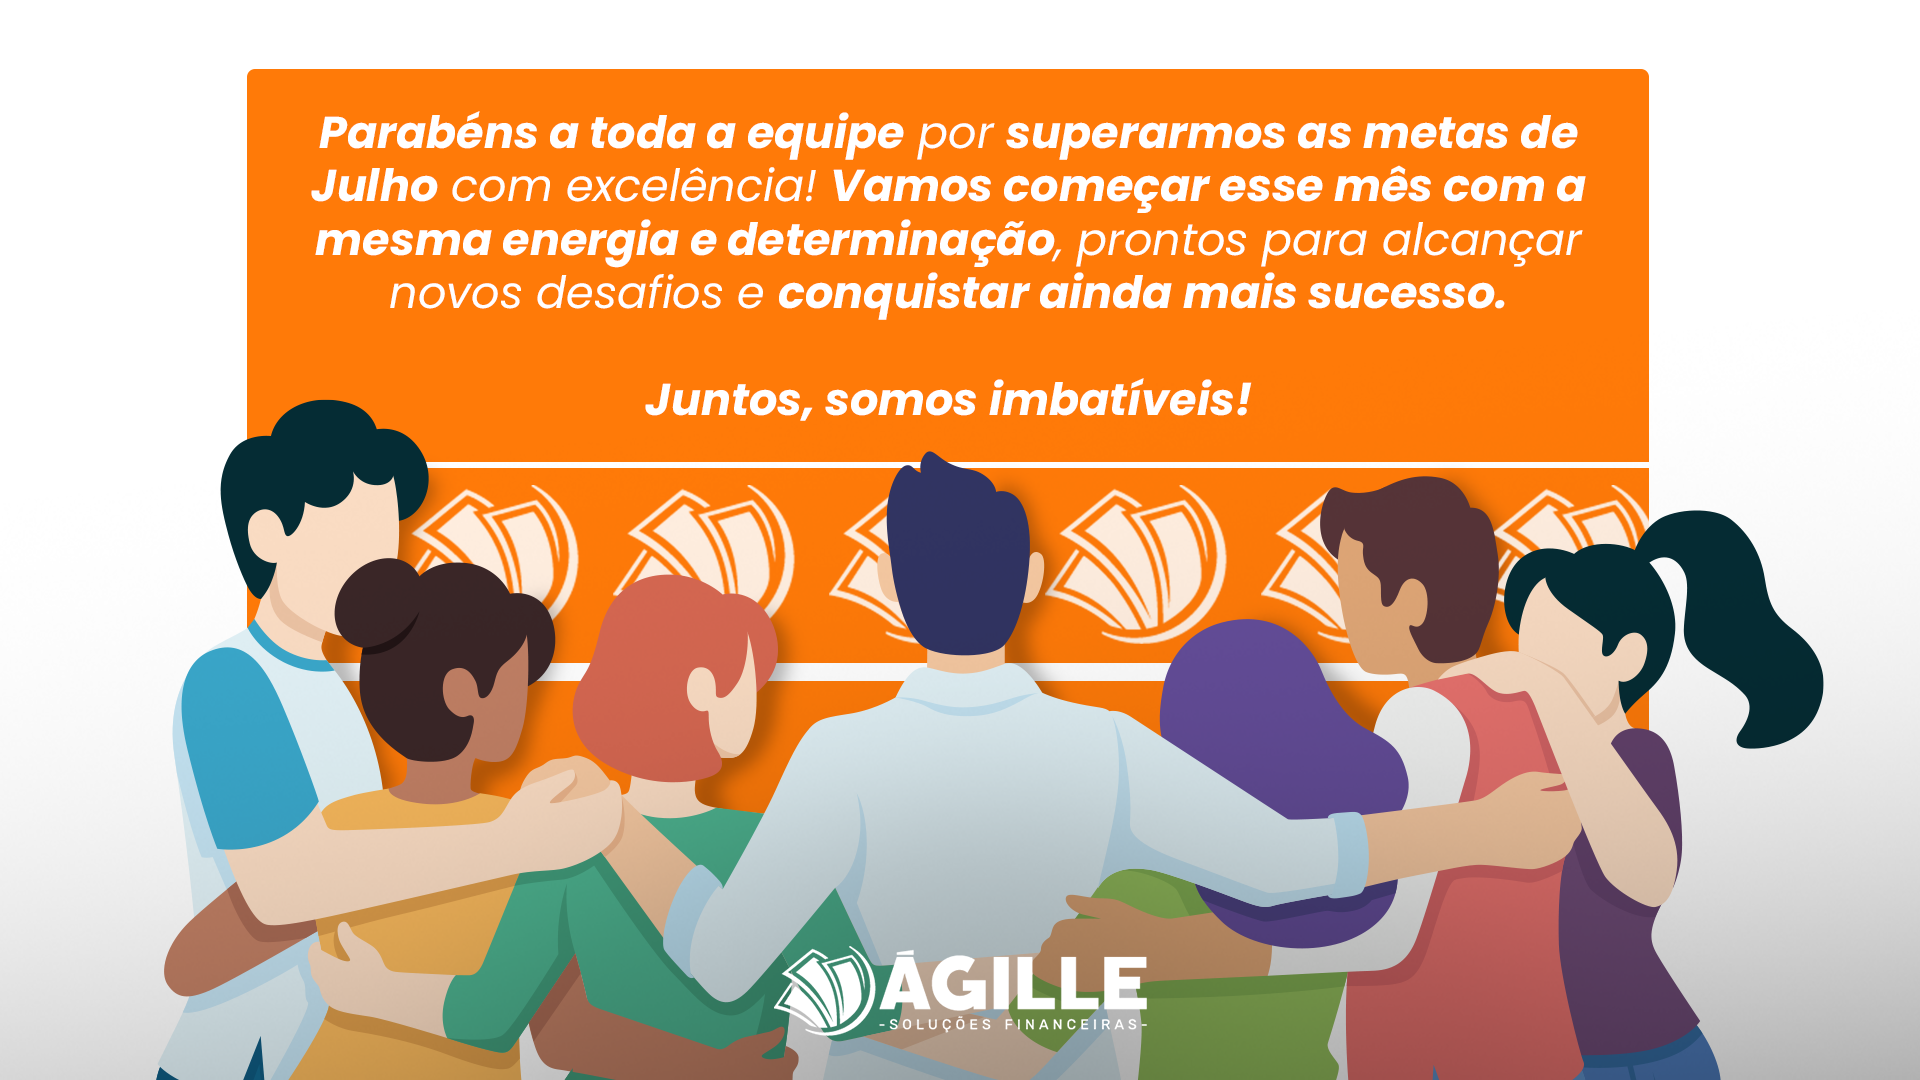 Parabéns a toda a equipe por superarmos as metas de
Julho com excelência! Vamos começar esse mês com a
mesma energia e determinação, prontos para alcançar
novos desafios e conquistar ainda mais sucesso.
Juntos, somos imbatíveis!
ÁGILLE
-SOLUÇÕES FINANCEIRAS-